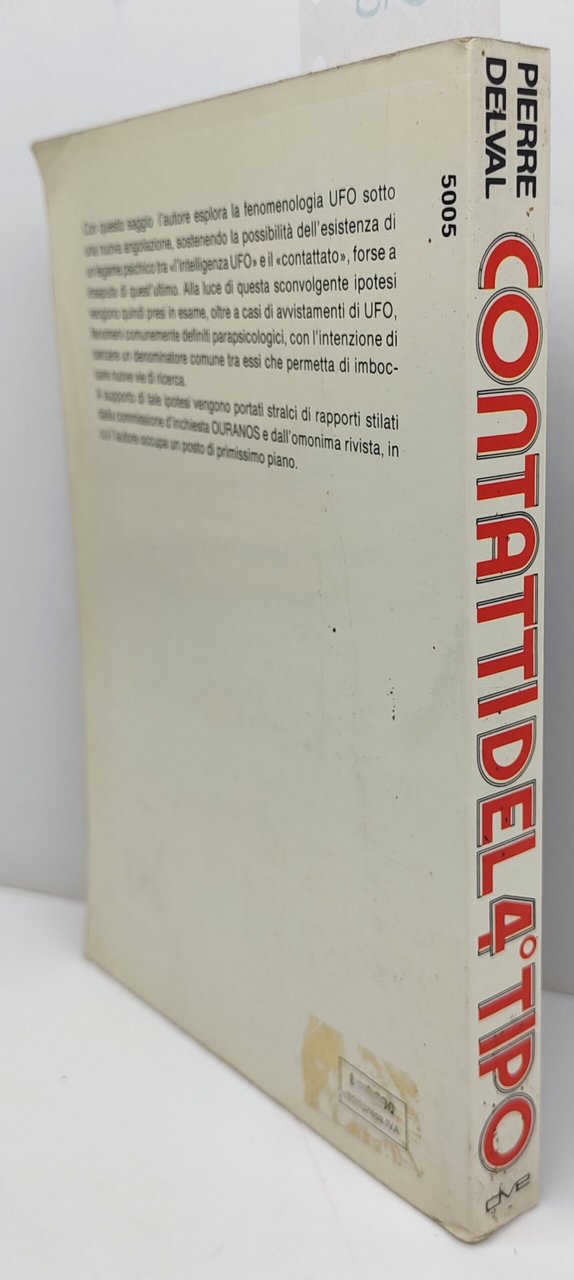 PIERRE
DELVAL
CONTATTI DEL 4° TIPO
dve
5005
Con questo saggio l'autore esplora la fenomenologia UFO sotto
una nuova angolazione, sostenendo la possibilità dell'esistenza di
un legame psichico tra «l'intelligenza UFO» e il «contattato», forse a
insaputa di quest'ultimo. Alla luce di questa sconvolgente ipotesi
vengono quindi presi in esame, oltre a casi di avvistamenti di UFO,
fenomeni comunemente definiti parapsicologici, con l'intenzione di
cercare un denominatore comune tra essi che permetta di imboc-
care nuove vie di ricerca.
A supporto di tale ipotesi vengono portati stralci di rapporti stilati
dalla commissione d'inchiesta OURANOS e dall'omonima rivista, in
cui l'autore occupa un posto di primissimo piano.
IVA